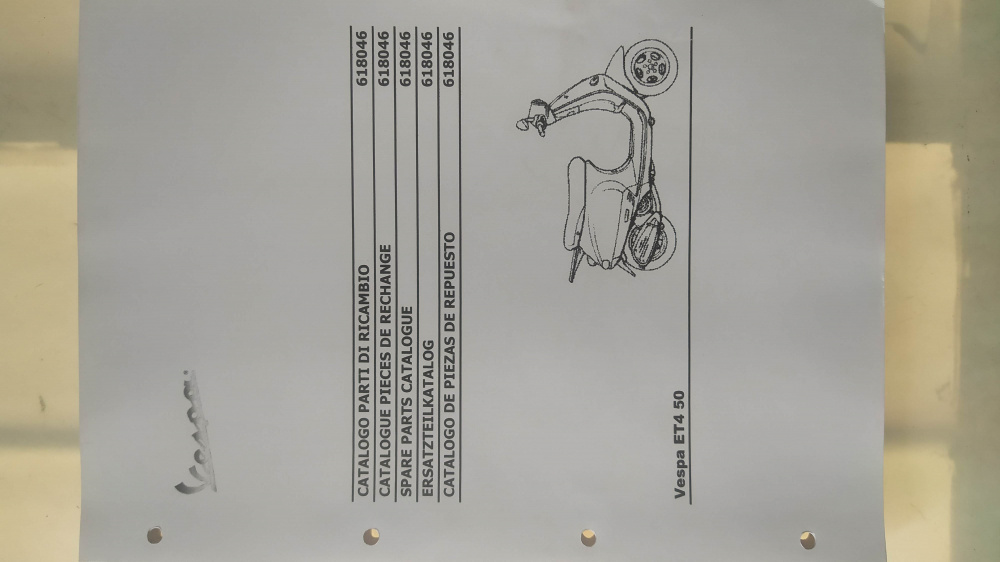 Vespa
CATALOGO PARTI DI RICAMBIO 618046
CATALOGUE PIECES DE RECHANGE 618046
SPARE PARTS CATALOGUE 618046
ERSATZTEILKATALOG 618046
CATALOGO DE PIEZAS DE REPUESTO 618046
Vespa ET4 50